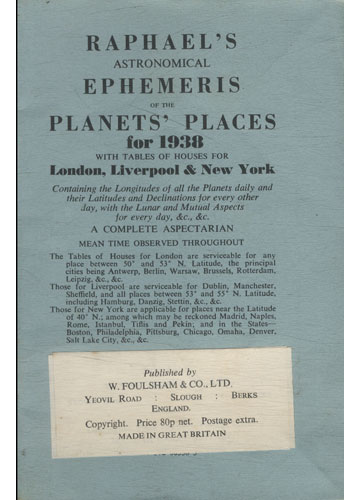 RAPHAEL'S
ASTRONOMICAL
EPHEMERIS
OF THE
PLANETS' PLACES
for 1938
WITH TABLES OF HOUSES FOR
London, Liverpool & New York
Containing the Longitudes of all the Planets daily and
their Latitudes and Declinations for every other
day, with the Lunar and Mutual Aspects
for every day, &c., &c.
A COMPLETE ASPECTARIAN
MEAN TIME OBSERVED THROUGHOUT
The Tables of Houses for London are serviceable for any
place between 50° and 53° N. Latitude, the principal
cities being Antwerp, Berlin, Warsaw, Brussels, Rotterdam,
Leipzig, &c., &c.
Those for Liverpool are serviceable for Dublin, Manchester,
Sheffield, and all places between 53° and 55° N. Latitude,
including Hamburg, Danzig, Stettin, &c., &c.
Those for New York are applicable for places near the Latitude
of 40° N.; among which may be reckoned Madrid, Naples,
Rome, Istanbul, Tiflis and Pekin; and in the States—
Boston, Philadelphia, Pittsburg, Chicago, Omaha, Denver,
Salt Lake City, &c., &c.
Published by
W. FOULSHAM & CO., LTD.
YEOVIL ROAD : SLOUGH : BERKS
ENGLAND.
Copyright. Price 80p net. Postage extra.
MADE IN GREAT BRITAIN